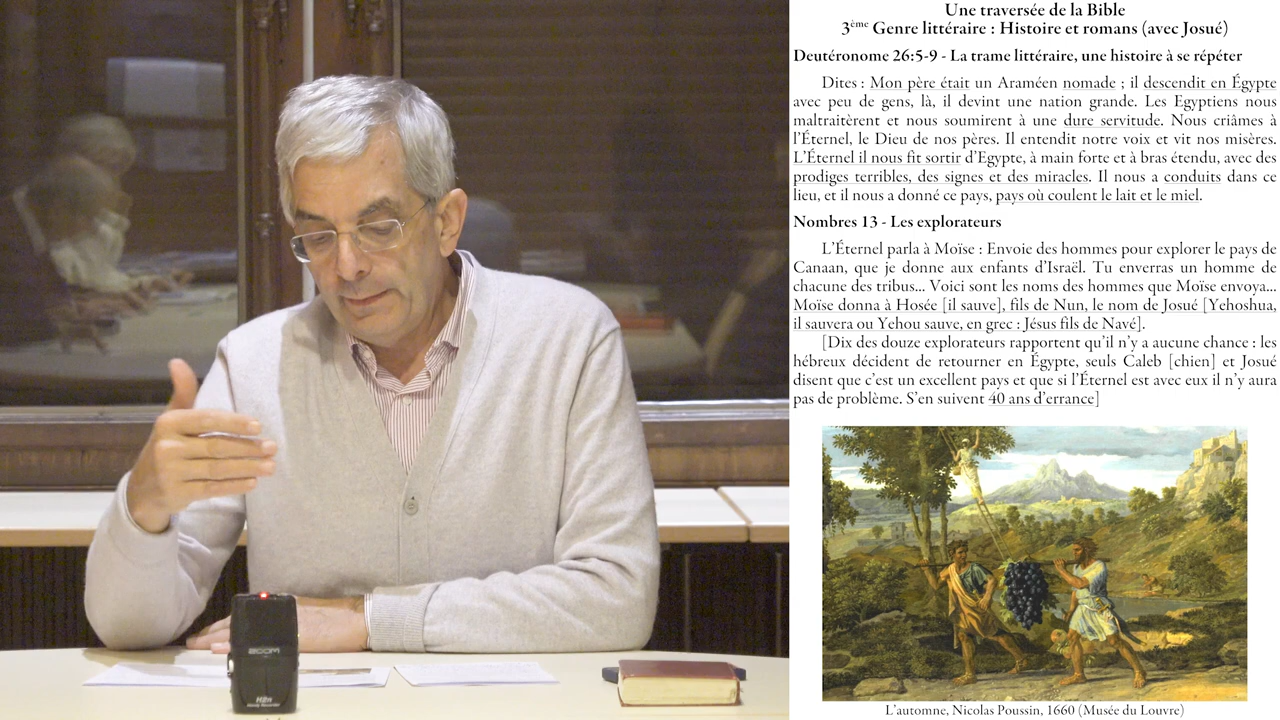 Une traversée de la Bible
3ème Genre littéraire : Histoire et romans (avec Josué)
Deutéronome 26:5-9 - La trame littéraire, une histoire à se répéter
Dites : Mon père était un Araméen nomade ; il descendit en Égypte
avec peu de gens, là, il devint une nation grande. Les Egyptiens nous
maltraitèrent et nous soumirent à une dure servitude. Nous criâmes à
l'Éternel, le Dieu de nos pères. Il entendit notre voix et vit nos misères.
L'Éternel il nous fit sortir d'Egypte, à main forte et à bras étendu, avec des
prodiges terribles, des signes et des miracles. Il nous a conduits dans ce
lieu, et il nous a donné ce pays, pays où coulent le lait et le miel.
Nombres 13 - Les explorateurs
L'Éternel parla à Moïse : Envoie des hommes pour explorer le pays de
Canaan, que je donne aux enfants d'Israël. Tu enverras un homme de
chacune des tribus... Voici sont les noms des hommes que Moïse envoya...
Moïse donna à Hosée [il sauve], fils de Nun, le nom de Josué [Yehoshua,
il sauvera ou Yehou sauve, en grec : Jésus fils de Navé].
[Dix des douze explorateurs rapportent qu'il n'y a aucune chance : les
hébreux décident de retourner en Égypte, seuls Caleb [chien] et Josué
disent que c'est un excellent pays et que si l'Éternel est avec eux il n'y aura
pas de problème. S'en suivent 40 ans d'errance]
L'automne, Nicolas Poussin, 1660 (Musée du Louvre)
zoom
H2n
Handy Recorder